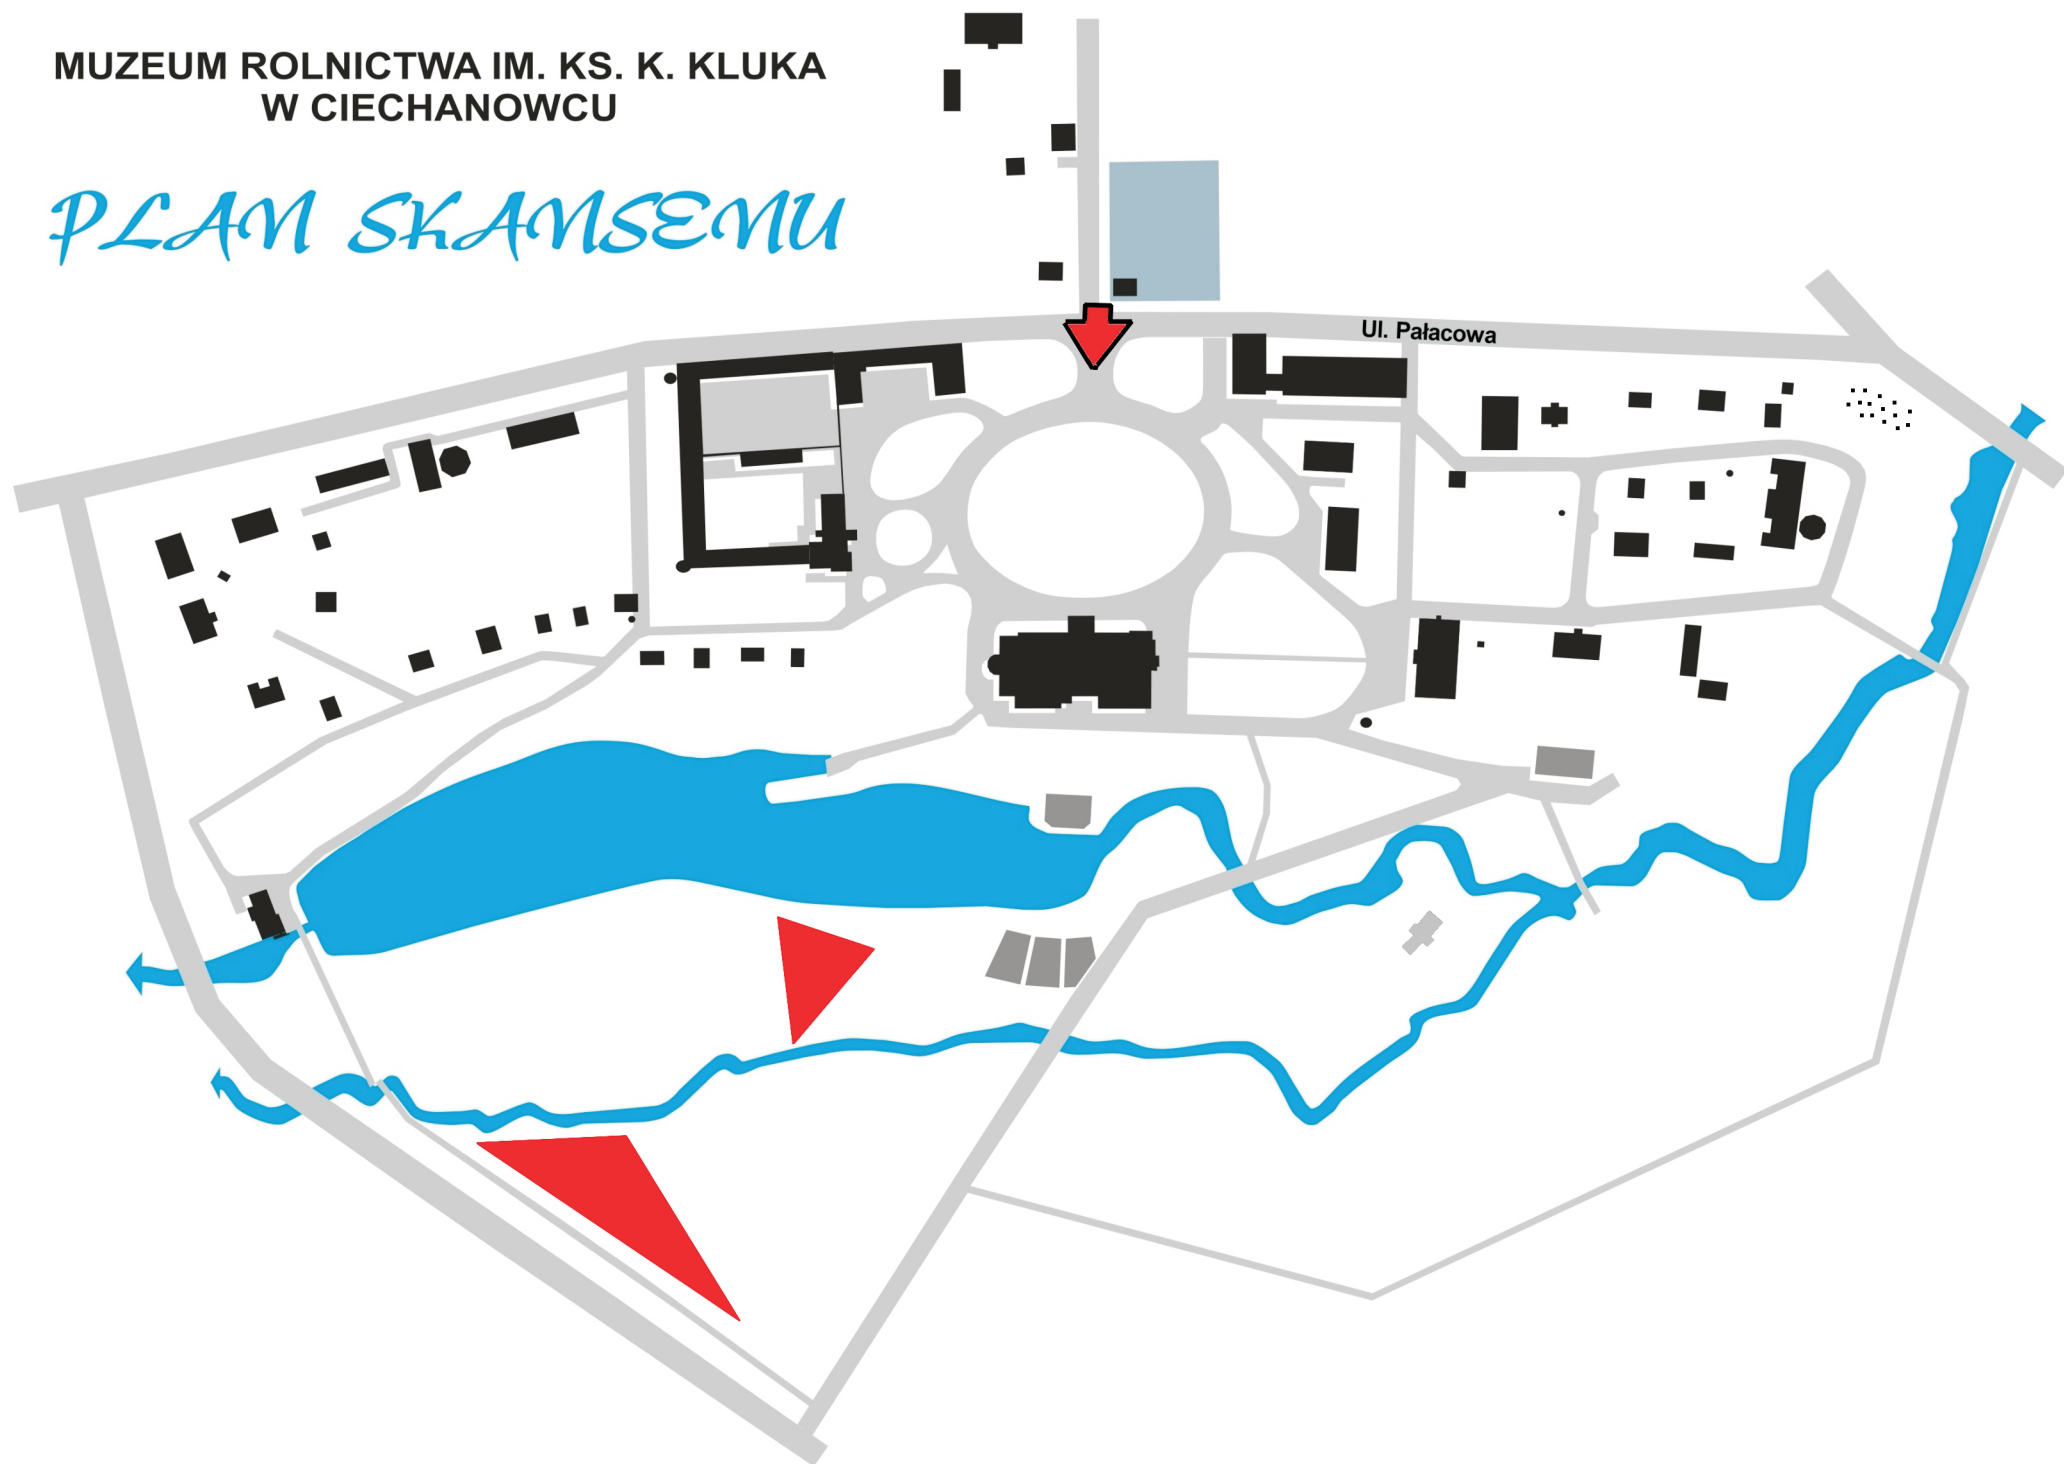 MUZEUM ROLNICTWA IM. KS. K. KLUKA
W CIECHANOWCU
PLAN SKANSENU
Ul. Pałacowa